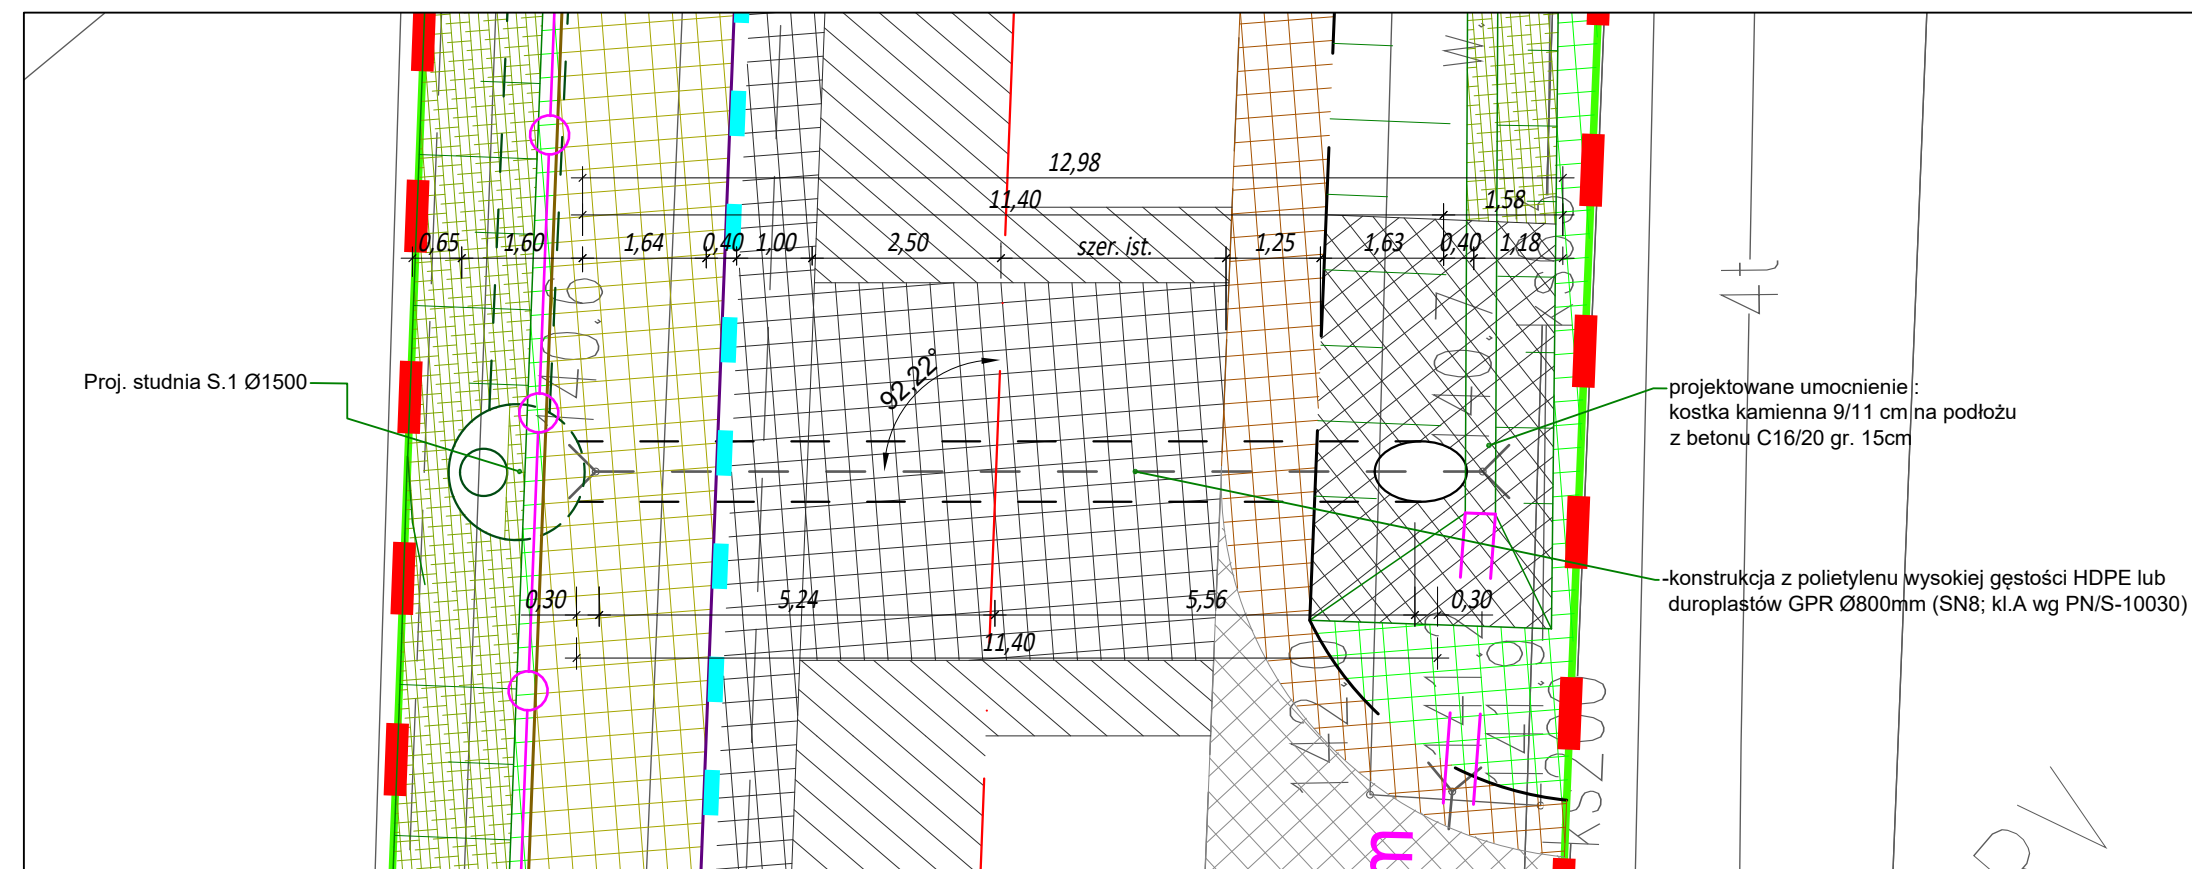 12,98
11,40
1,58
0,65
1,60
1,64
0,40
1,00
2,50
szer. ist.
1,25
1,63
0,40
1,18
4t
92,22°
Proj. studnia S.1 Ø1500
projektowane umocnienie :
kostka kamienna 9/11 cm na podłożu
z betonu C16/20 gr. 15cm
-konstrukcja z polietylenu wysokiej gęstości HDPE lub
duroplastów GPR Ø800mm (SN8; kl.A wg PN/S-10030)
0,30
5,24
5,56
0,30
11,40
m